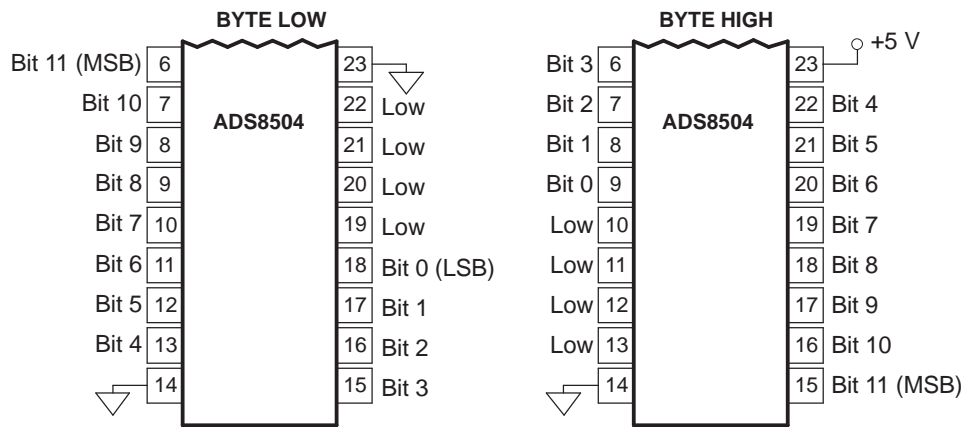 BYTE LOW
Bit 11 (MSB) 6 23
Bit 10 7 22 Low
Bit 9 8 ADS8504 21 Low
Bit 8 9 20 Low
Bit 7 10 19 Low
Bit 6 11 18 Bit 0 (LSB)
Bit 5 12 17 Bit 1
Bit 4 13 16 Bit 2
14 15 Bit 3
BYTE HIGH
Bit 3 6 23 +5 V
Bit 2 7 22 Bit 4
Bit 1 8 ADS8504 21 Bit 5
Bit 0 9 20 Bit 6
Low 10 19 Bit 7
Low 11 18 Bit 8
Low 12 17 Bit 9
Low 13 16 Bit 10
14 15 Bit 11 (MSB)